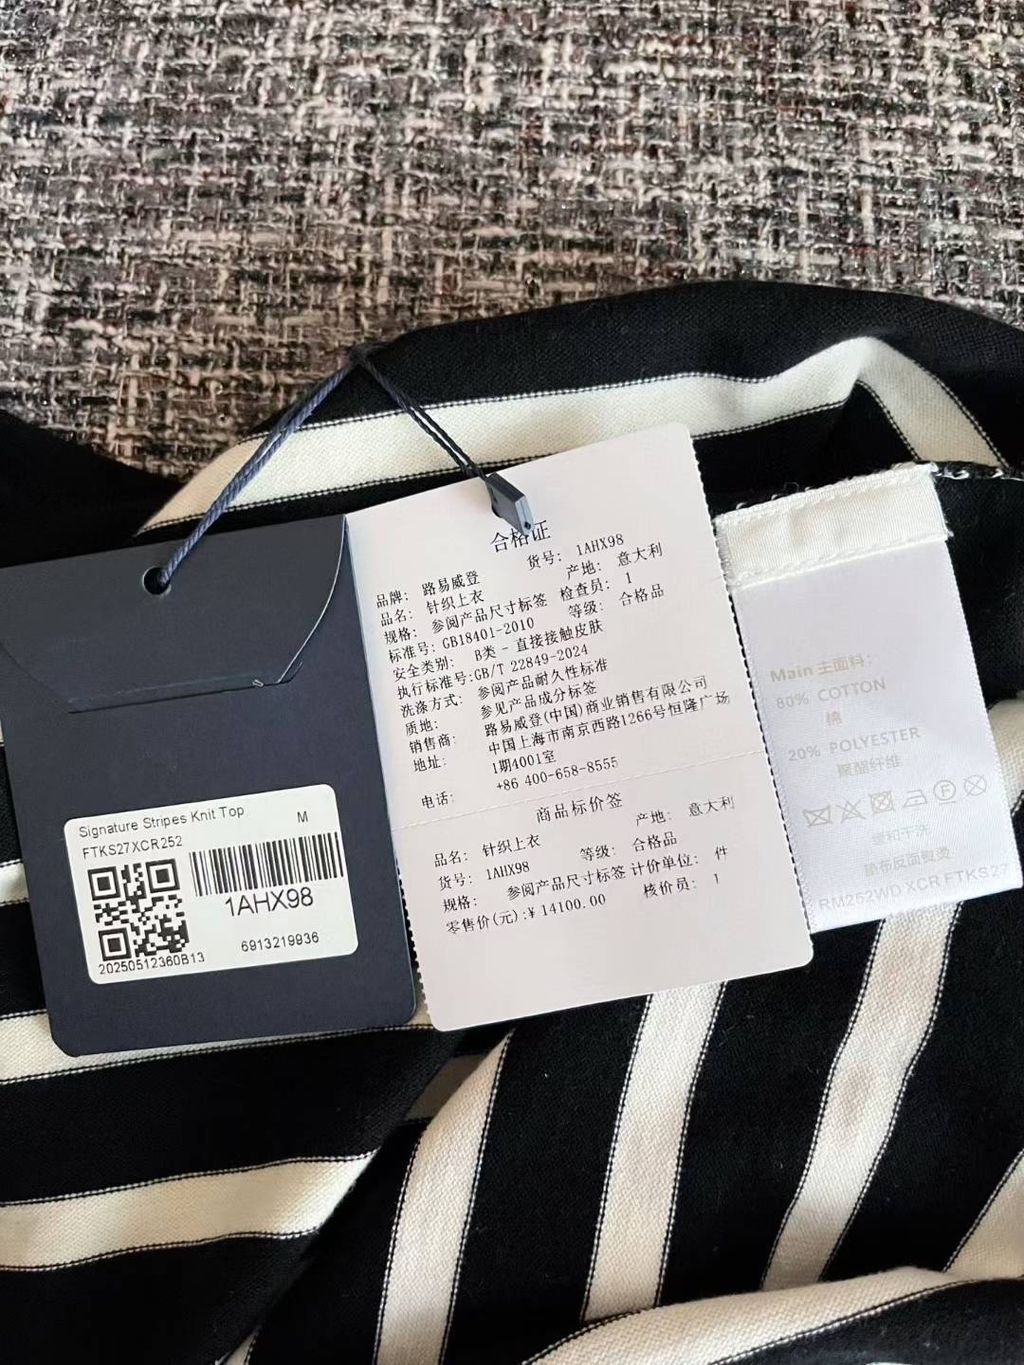 Signature Stripes Knit Top
M
FTKS27XCR252
1AHX98
20250512360B13
6913219936
合格证
货号: 1AHX98
品牌: 路易威登
产地: 意大利
品名: 针织上衣
检查员: 1
规格: 参阅产品尺寸标签
等级: 合格品
标准号: GB18401-2010
安全类别: B类 - 直接接触皮肤
执行标准号:GB/T 22849-2024
洗涤方式: 参阅产品耐久性标准
质地: 参见产品成分标签
销售商: 路易威登(中国)商业销售有限公司
地址: 中国上海市南京西路1266号恒隆广场
1期4001室
电话: +86 400-658-8555
商品标价签
品名: 针织上衣
产地: 意大利
货号: 1AHX98
等级: 合格品
规格: 参阅产品尺寸标签 计价单位: 件
零售价(元):¥ 14100.00
核价员: 1
Main 主面料:
80% COTTON
棉
20% POLYESTER
聚酯纤维
缓和干洗
垫布反面熨烫
RM252WD XCR FTKS27